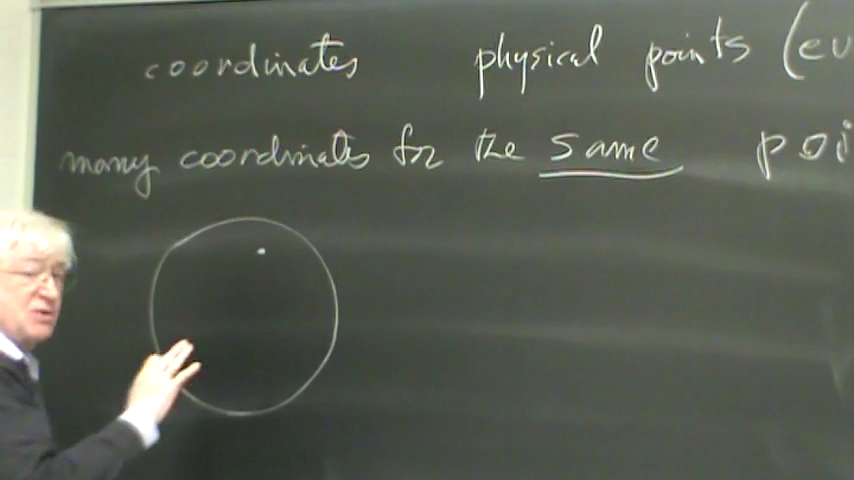 coordinates physical points (eu
many coordinates for the same poi